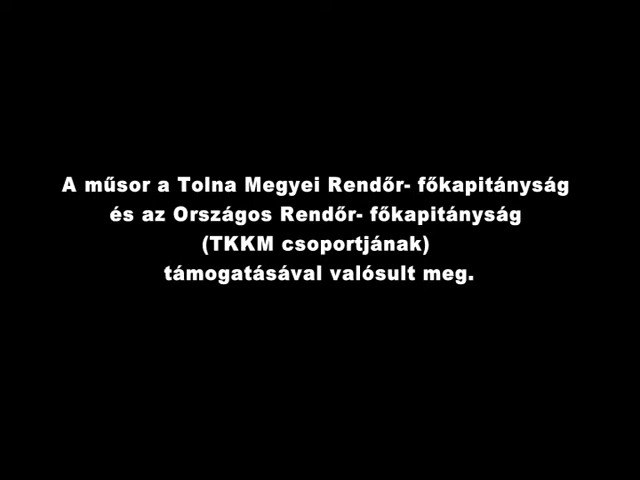 A műsor a Tolna Megyei Rendőr- főkapitányság
és az Országos Rendőr- főkapitányság
(TKKM csoportjának)
támogatásával valósult meg.